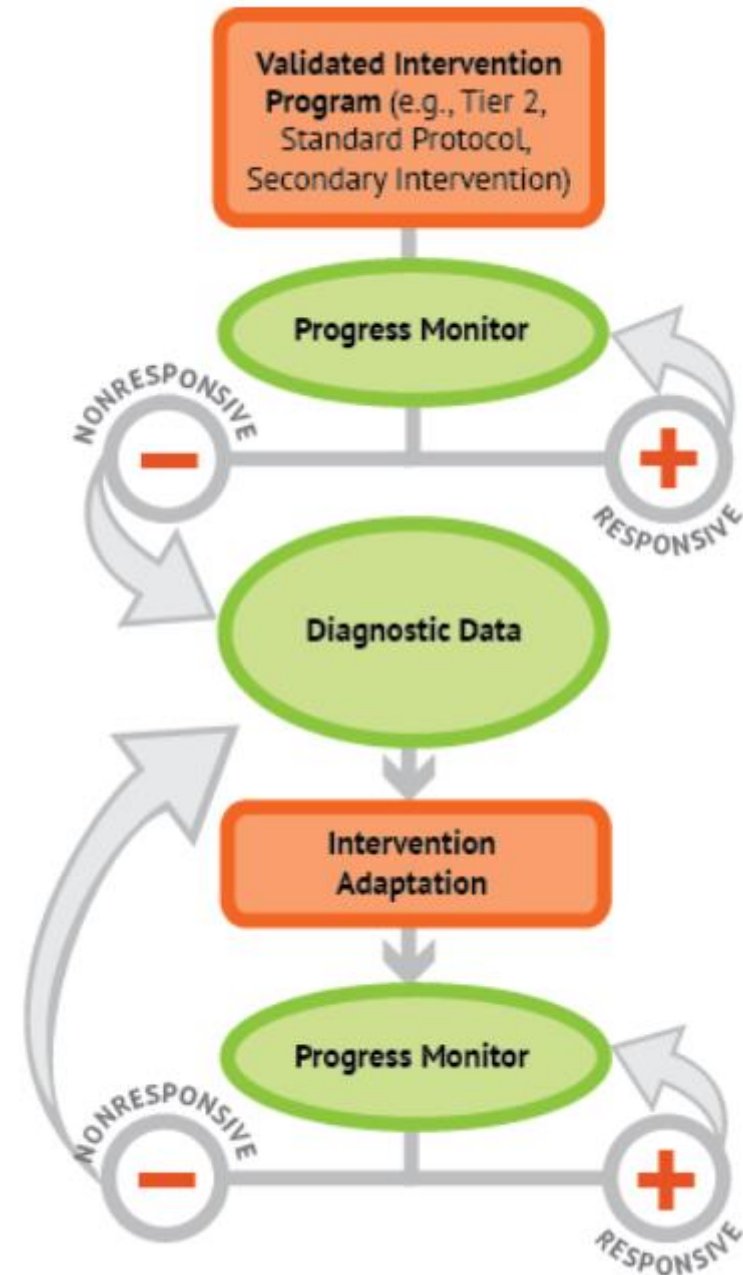 Validated Intervention
Program (e.g., Tier 2,
Standard Protocol,
Secondary Intervention)
Progress Monitor
NONRESPONSIVE
RESPONSIVE
Diagnostic Data
Intervention
Adaptation
Progress Monitor
NONRESPONSIVE
RESPONSIVE